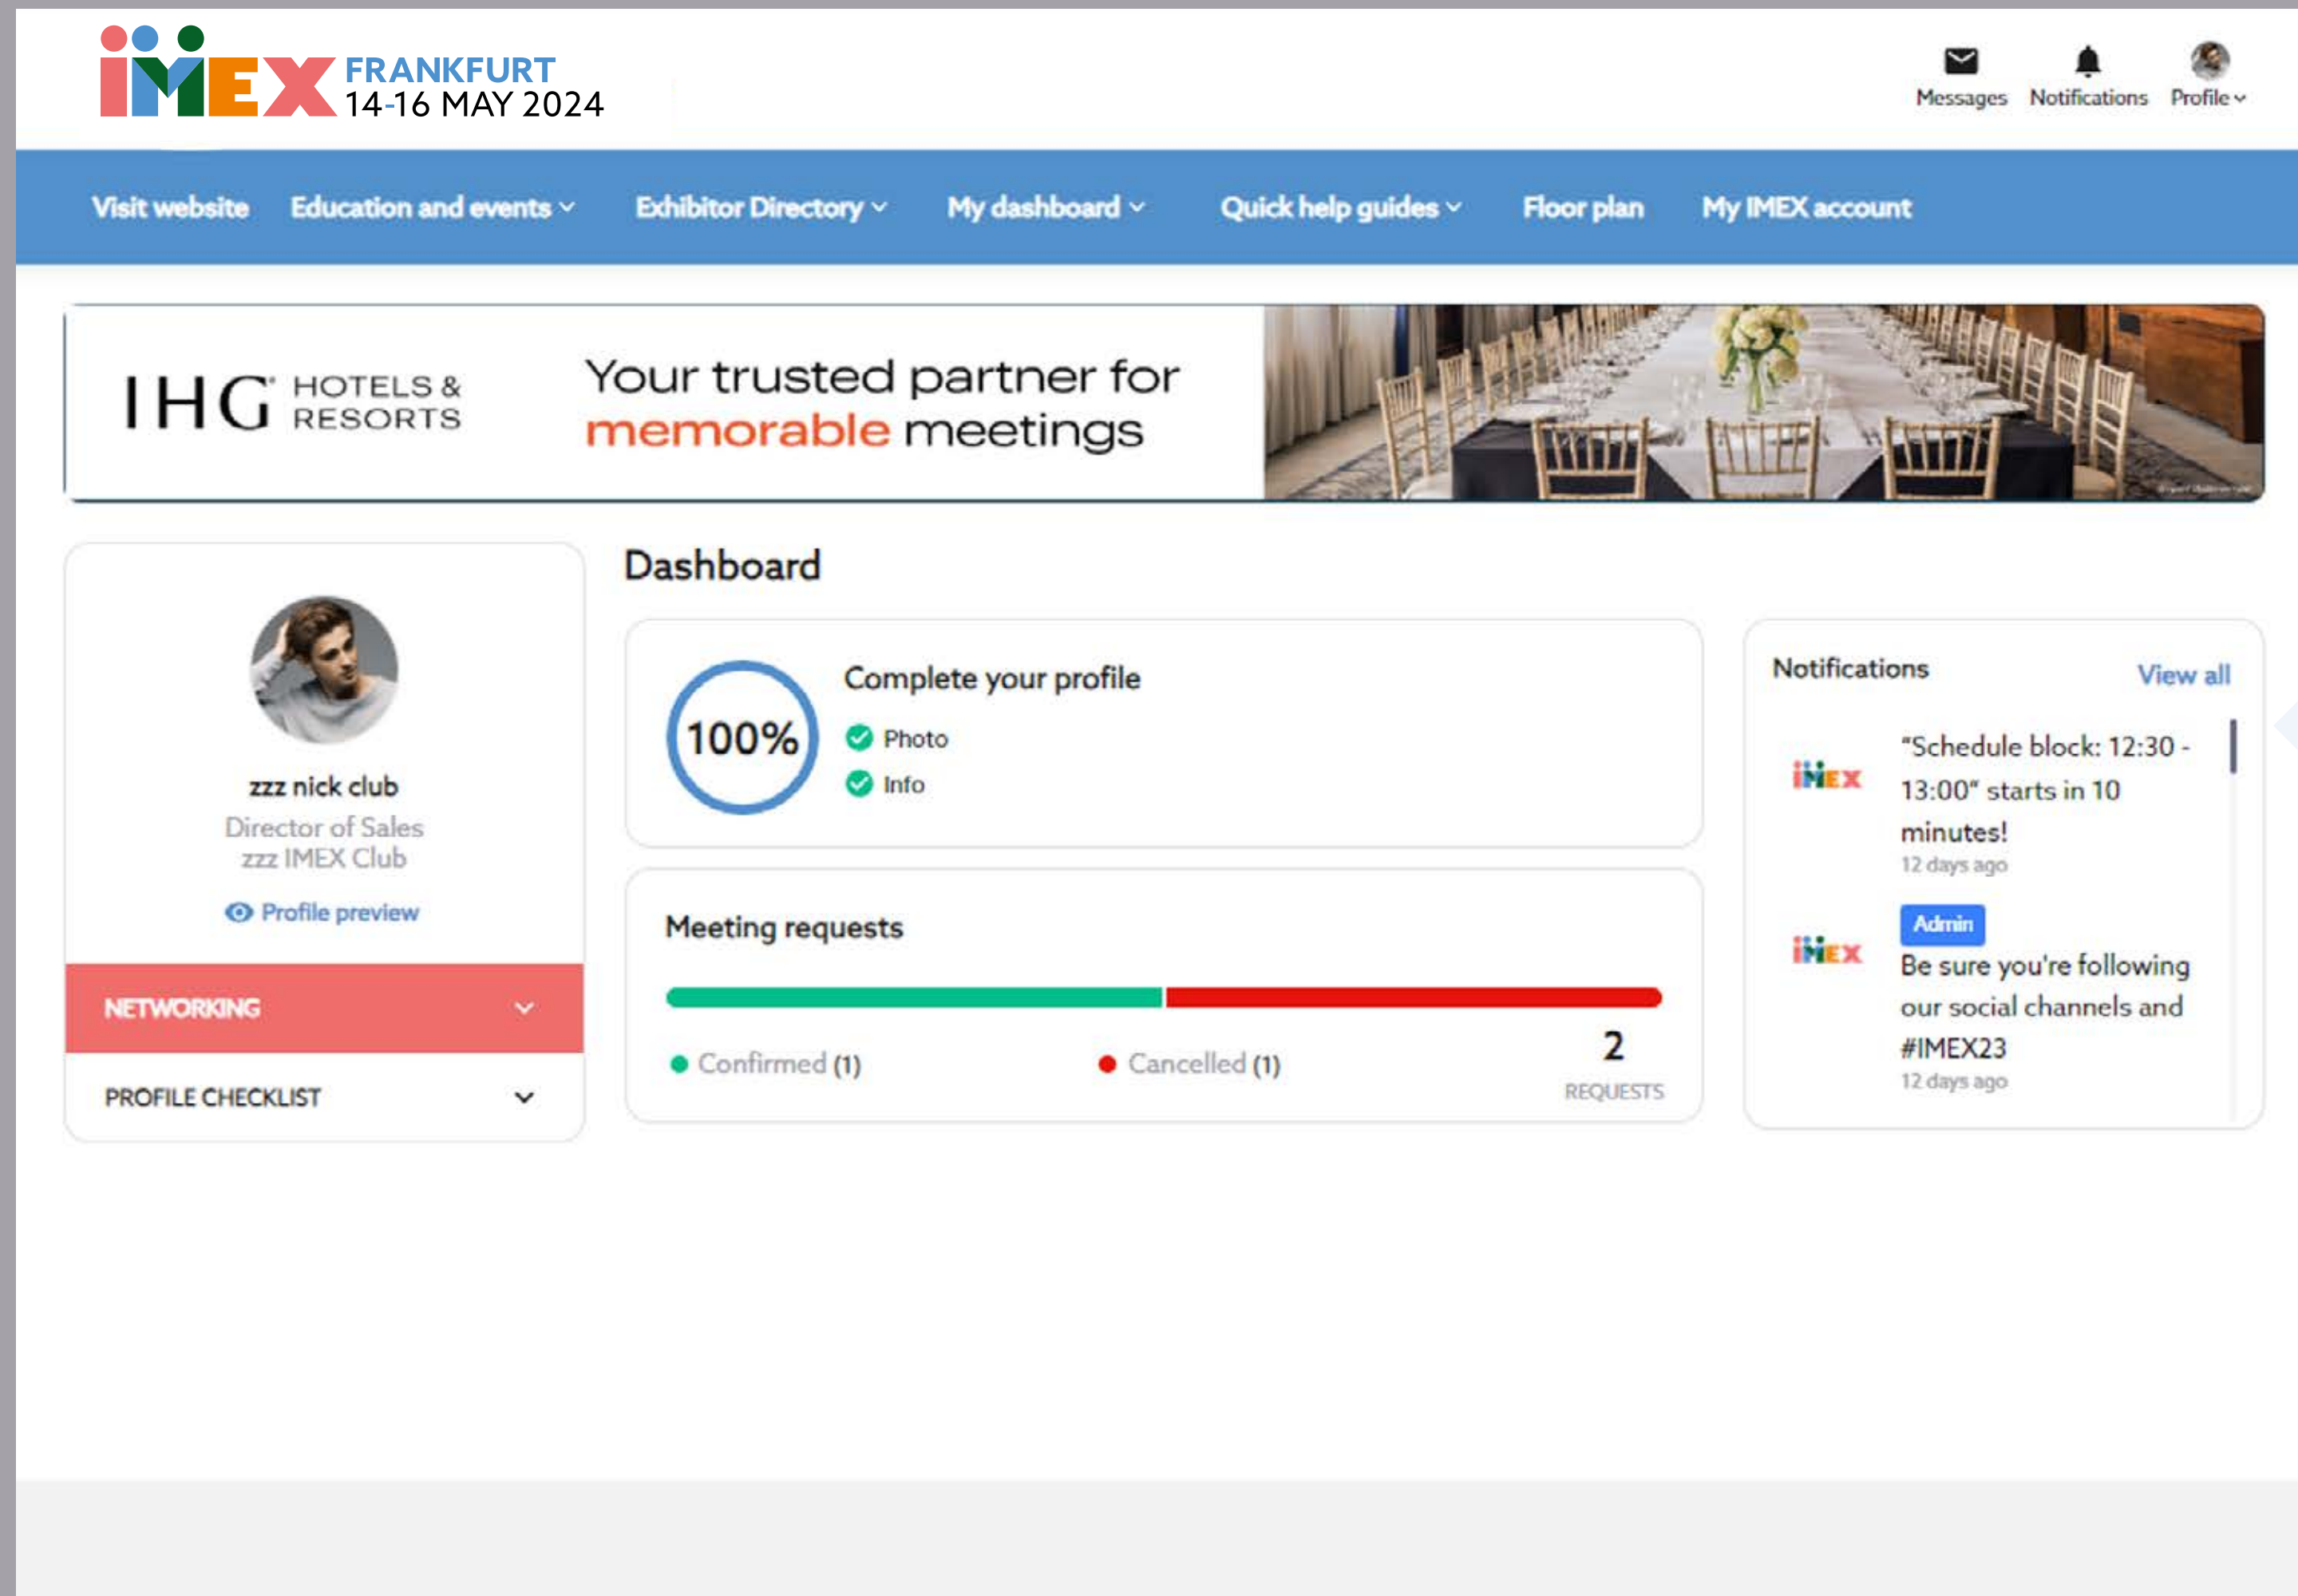 IMEX FRANKFURT
14-16 MAY 2024
Messages Notifications Profile
Visit website Education and events Exhibitor Directory My dashboard Quick help guides Floor plan My IMEX account
IHG HOTELS &
RESORTS
Your trusted partner for
memorable meetings
zzz nick club
Director of Sales
zzz IMEX Club
Profile preview
NETWORKING
PROFILE CHECKLIST
Dashboard
100%
Complete your profile
Photo
Info
Meeting requests
Confirmed (1)
Cancelled (1)
2
REQUESTS
Notifications
View all
IMEX
"Schedule block: 12:30 -
13:00" starts in 10
minutes!
12 days ago
IMEX
Admin
Be sure you're following
our social channels and
#IMEX23
12 days ago